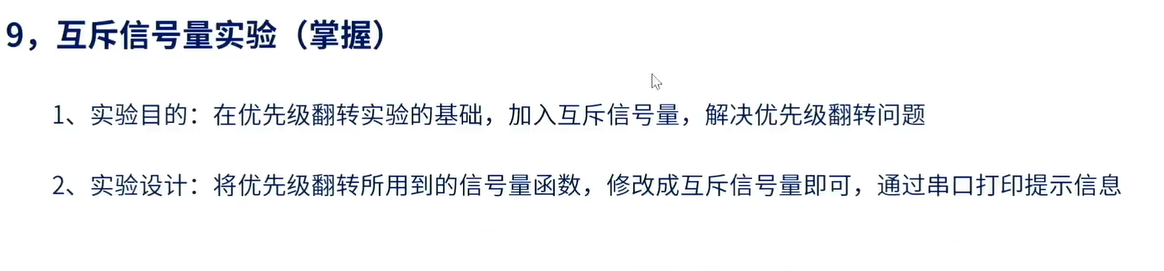 9，互斥信号量实验（掌握）
1、实验目的：在优先级翻转实验的基础，加入互斥信号量，解决优先级翻转问题
2、实验设计：将优先级翻转所用到的信号量函数，修改成互斥信号量即可，通过串口打印提示信息